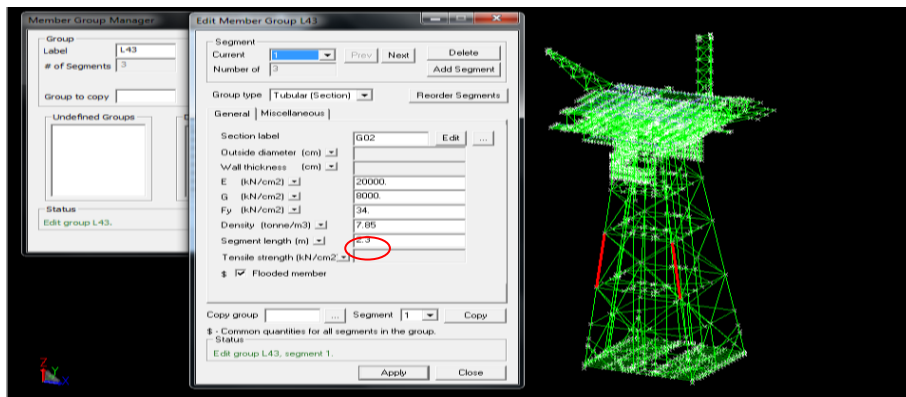 Member Group Manager
Group
Label L43
# of Segments 3
Group to copy
Undefined Groups
Status
Edit group L43.
Edit Member Group L43
Segment
Current 1 Prev Next Delete
Number of 3 Add Segment
Group type Tubular (Section) Reorder Segments
General Miscellaneous
Section label G02 Edit ...
Outside diameter (cm)
Wall thickness (cm)
E (kN/cm2) 20000.
G (kN/cm2) 8000.
Fy (kN/cm2) 34.
Density (tonne/m3) 7.85
Segment length (m) 2.5
Tensile strength (kN/cm2
$ Flooded member
Copy group ... Segment 1 Copy
$ - Common quantities for all segments in the group.
Status
Edit group L43, segment 1.
Apply Close
Z
Y
X